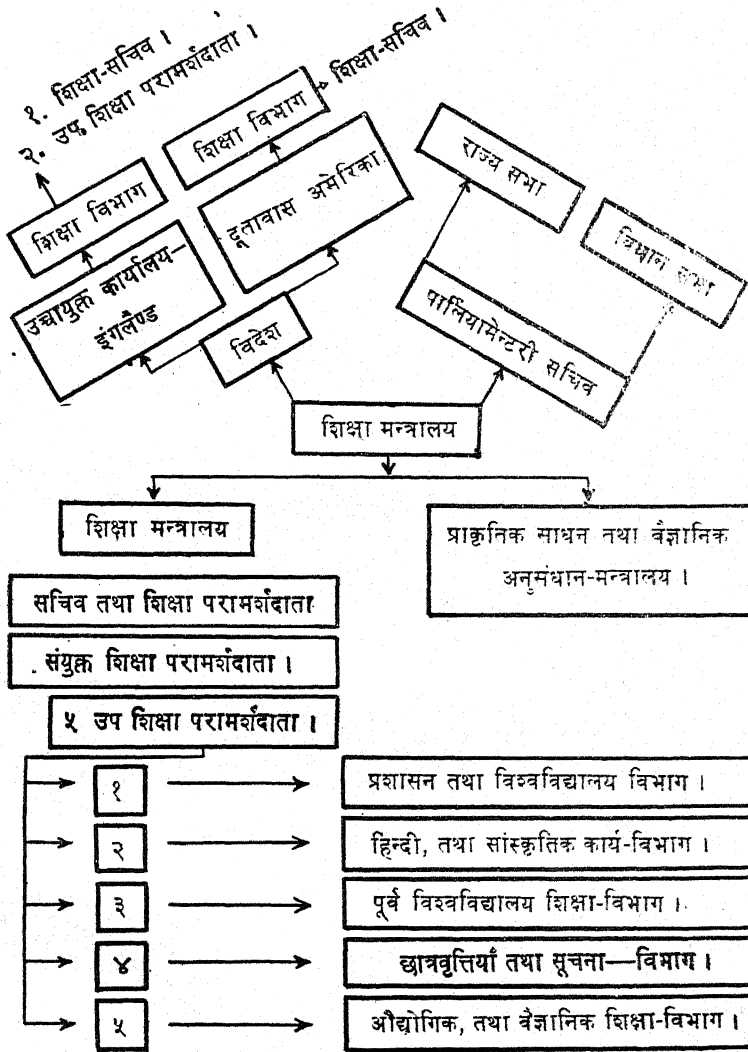 १. शिक्षा-सचिव ।
२. उप शिक्षा परामर्शदाता ।
शिक्षा-सचिव ।
शिक्षा विभाग
शिक्षा विभाग
राज्य सभा
विधान सभा
दूतावास अमेरिका
उच्चायुक्त कार्यालय—
इंगलैण्ड
विदेश
पार्लियामेन्टरी सचिव
शिक्षा मन्त्रालय
शिक्षा मन्त्रालय
प्राकृतिक साधन तथा वैज्ञानिक
अनुसंधान-मन्त्रालय ।
सचिव तथा शिक्षा परामर्शदाता
संयुक्त शिक्षा परामर्शदाता ।
५ उप शिक्षा परामर्शदाता ।
१ प्रशासन तथा विश्वविद्यालय विभाग ।
२ हिन्दी, तथा सांस्कृतिक कार्य-विभाग ।
३ पूर्व विश्वविद्यालय शिक्षा-विभाग ।
४ छात्रवृत्तियाँ तथा सूचना—विभाग ।
५ औद्योगिक, तथा वैज्ञानिक शिक्षा-विभाग ।